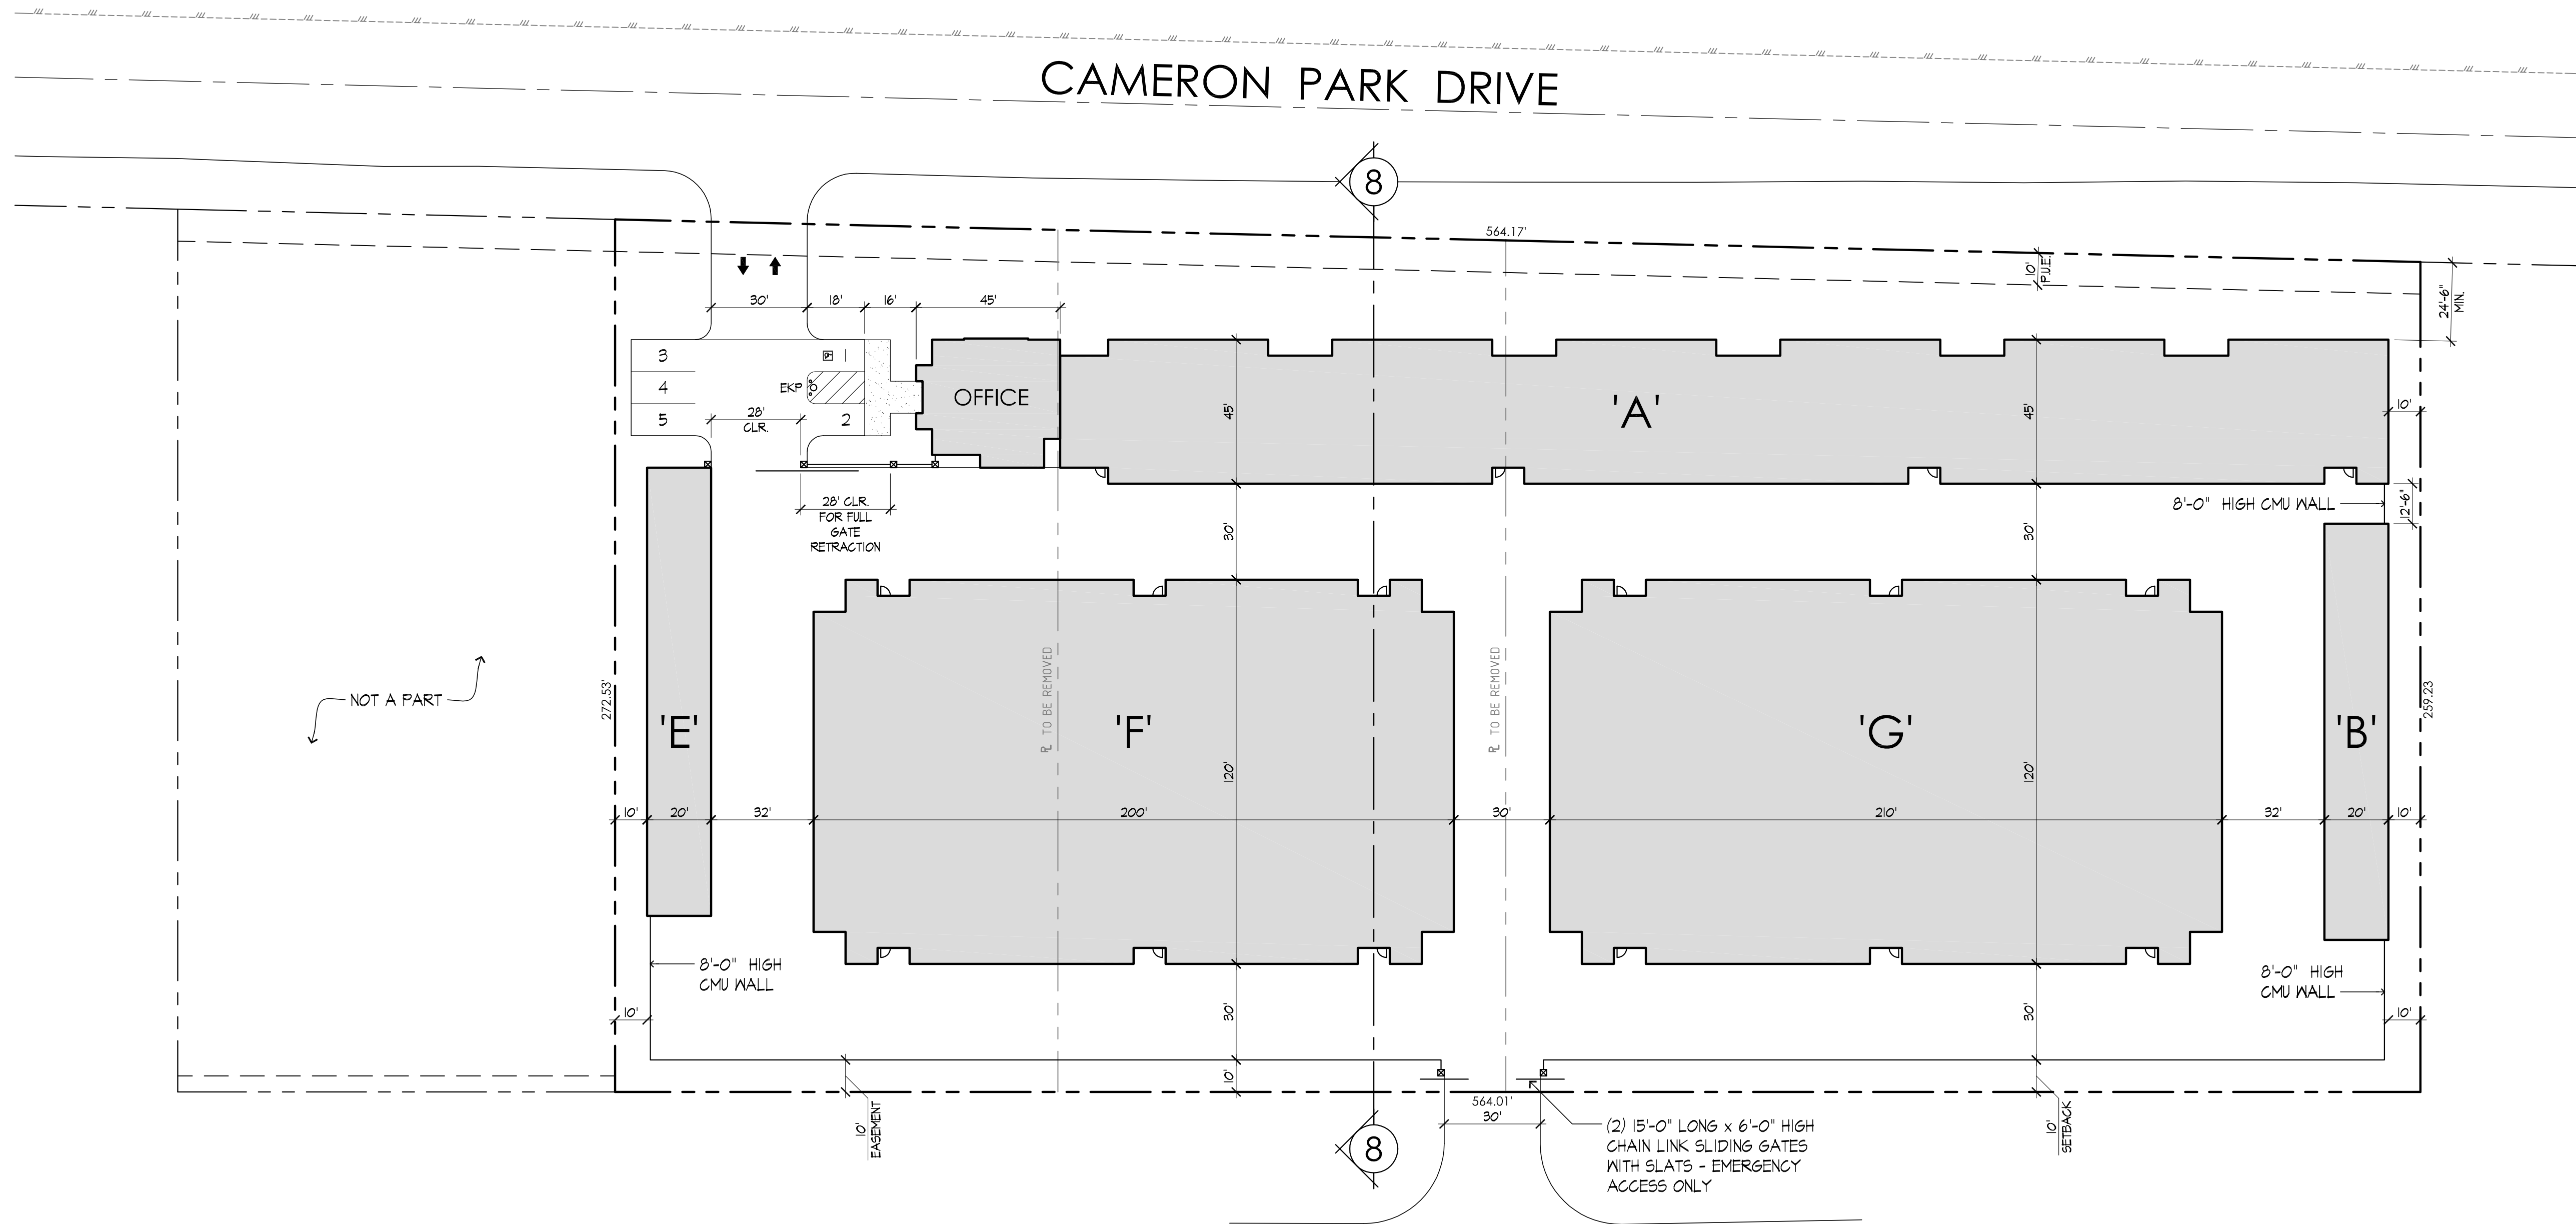 CAMERON PARK DRIVE
8
564.17'
10'
P.U.E.
24'-6"
MIN.
30'
18'
16'
45'
3
1
4
EKP
5
28'
CLR.
2
OFFICE
45'
'A'
45'
10'
28' CLR.
FOR FULL
GATE
RETRACTION
30'
30'
8'-0" HIGH CMU WALL
12'-6"
NOT A PART
272.53'
'E'
PL TO BE REMOVED
'F'
PL TO BE REMOVED
'G'
'B'
259.23
120'
120'
10'
20'
32'
200'
30'
210'
32'
20'
10'
8'-0" HIGH
CMU WALL
8'-0" HIGH
CMU WALL
10'
30'
30'
10'
10'
10'
EASEMENT
564.01'
30'
10'
SETBACK
8
(2) 15'-0" LONG x 6'-0" HIGH
CHAIN LINK SLIDING GATES
WITH SLATS - EMERGENCY
ACCESS ONLY